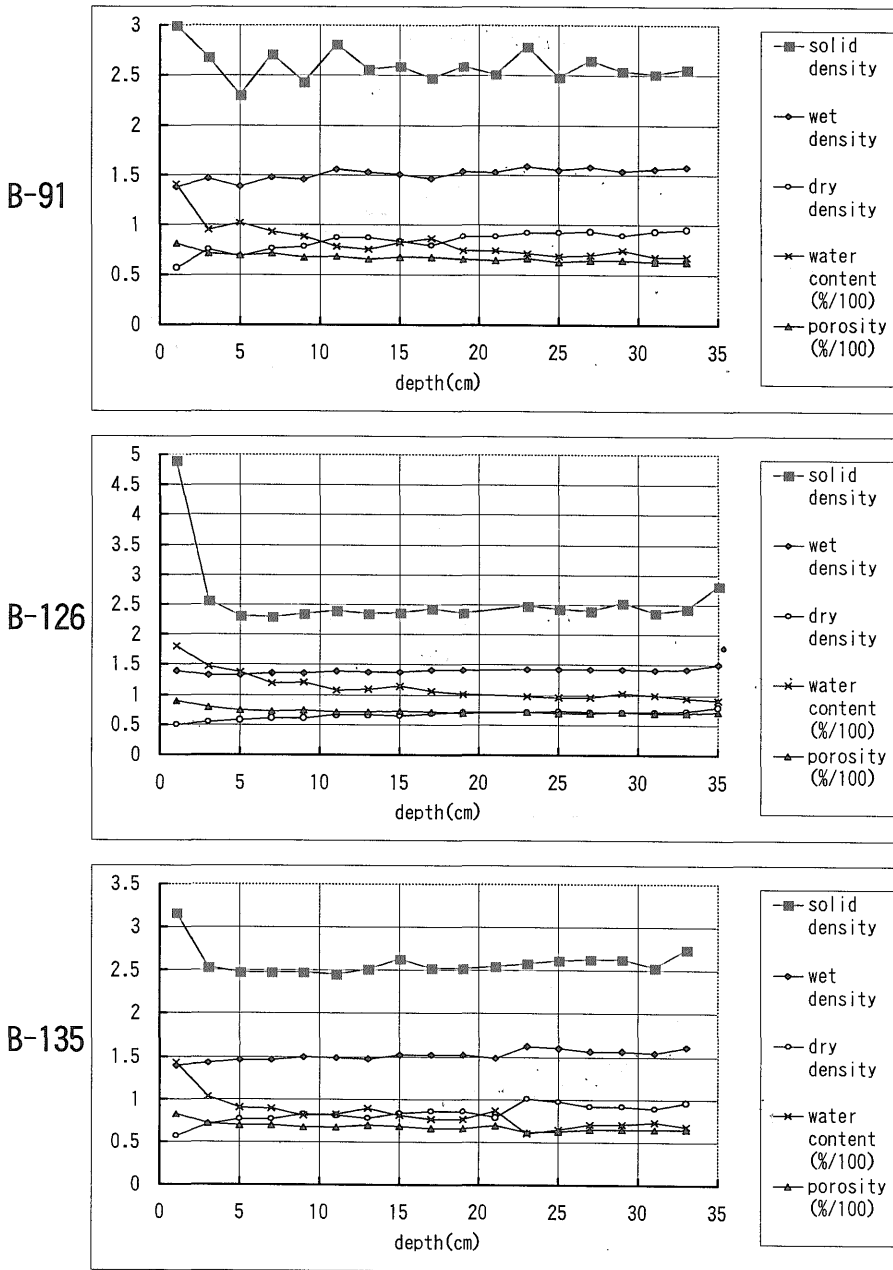 B-91
3
2.5
2
1.5
1
0.5
0
0 5 10 15 20 25 30 35
depth(cm)
solid
density
wet
density
dry
density
water
content
(%/100)
porosity
(%/100)
B-126
5
4.5
4
3.5
3
2.5
2
1.5
1
0.5
0
0 5 10 15 20 25 30 35
depth(cm)
solid
density
wet
density
dry
density
water
content
(%/100)
porosity
(%/100)
B-135
3.5
3
2.5
2
1.5
1
0.5
0
0 5 10 15 20 25 30 35
depth(cm)
solid
density
wet
density
dry
density
water
content
(%/100)
porosity
(%/100)